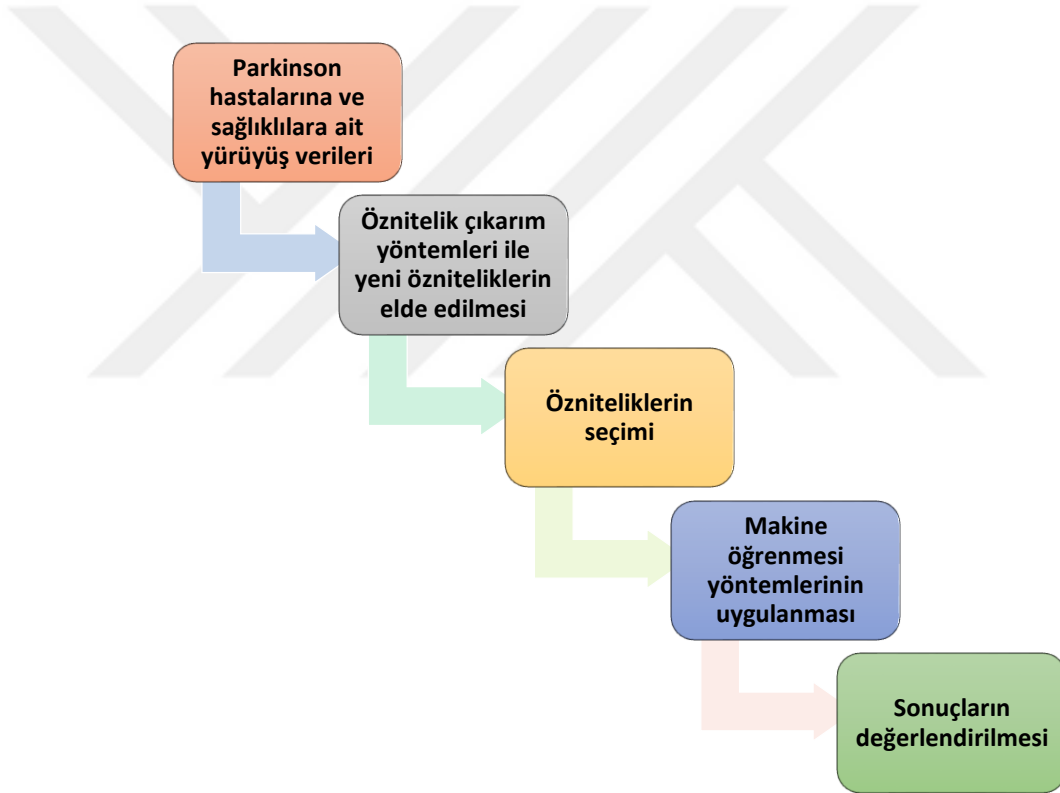 Parkinson
hastalarına ve
sağlıklılara ait
yürüyüş verileri
Öznitelik çıkarım
yöntemleri ile
yeni özniteliklerin
elde edilmesi
Özniteliklerin
seçimi
Makine
öğrenmesi
yöntemlerinin
uygulanması
Sonuçların
değerlendirilmesi